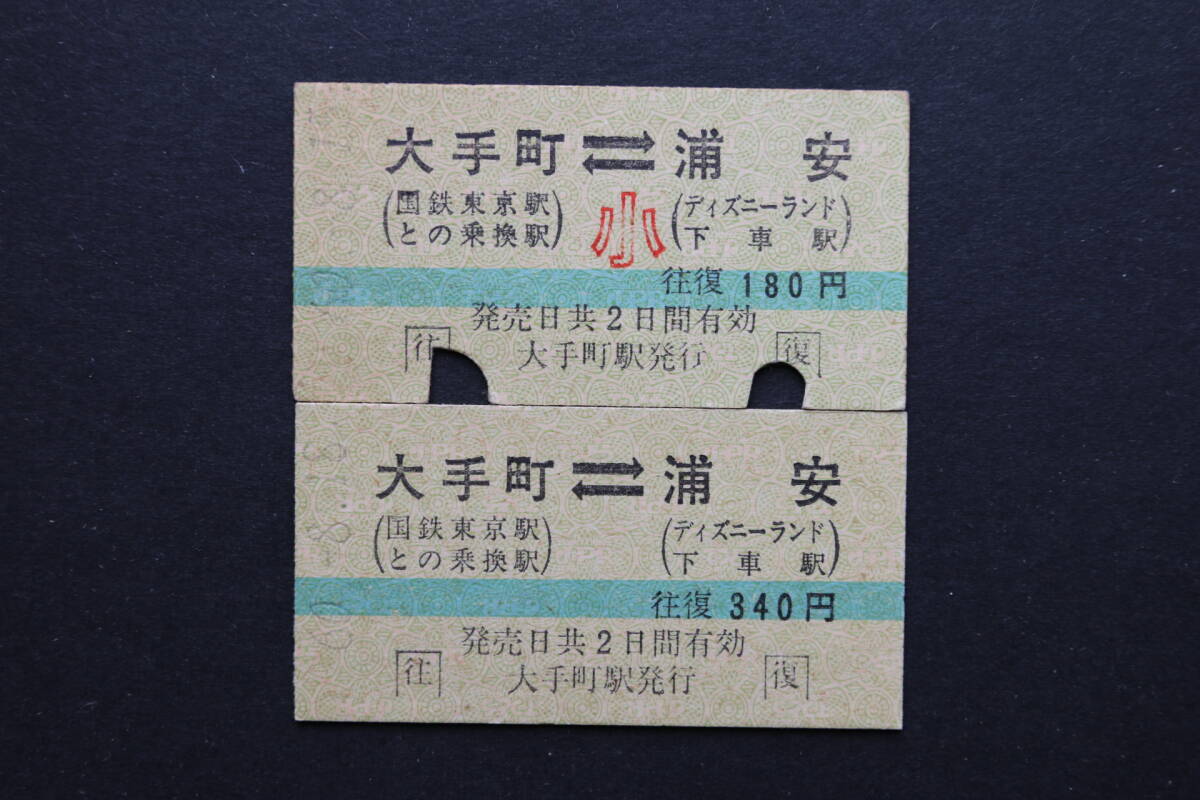 大手町⇄浦安
(国鉄東京駅との乗換駅) 小 (ディズニーランド下車駅)
往復 180円
発売日共2日間有効
往 大手町駅発行 復
大手町⇄浦安
(国鉄東京駅との乗換駅) (ディズニーランド下車駅)
往復 340円
発売日共2日間有効
往 大手町駅発行 復